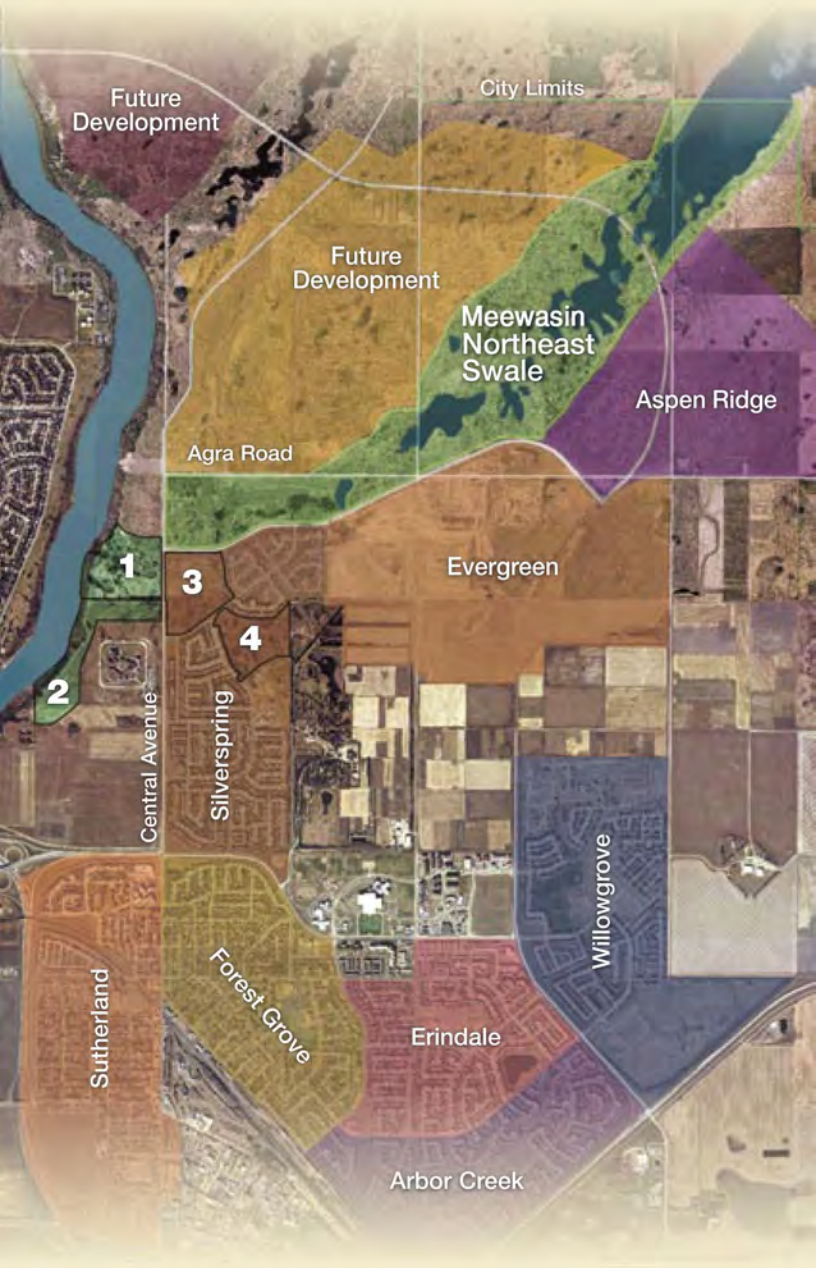 City Limits
Future
Development
Future
Development
Meewasin
Northeast
Swale
Aspen Ridge
Agra Road
1
3
Evergreen
4
2
Central Avenue
Silverspring
Willowgrove
Sutherland
Forest Grove
Erindale
Arbor Creek